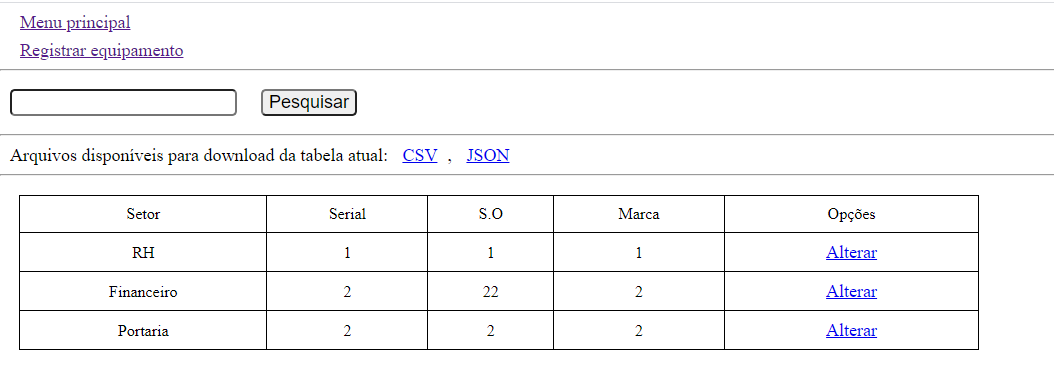 Menu principal
Registrar equipamento
Pesquisar
Arquivos disponíveis para download da tabela atual: CSV , JSON
Setor Serial S.O Marca Opções
RH 1 1 1 Alterar
Financeiro 2 22 2 Alterar
Portaria 2 2 2 Alterar